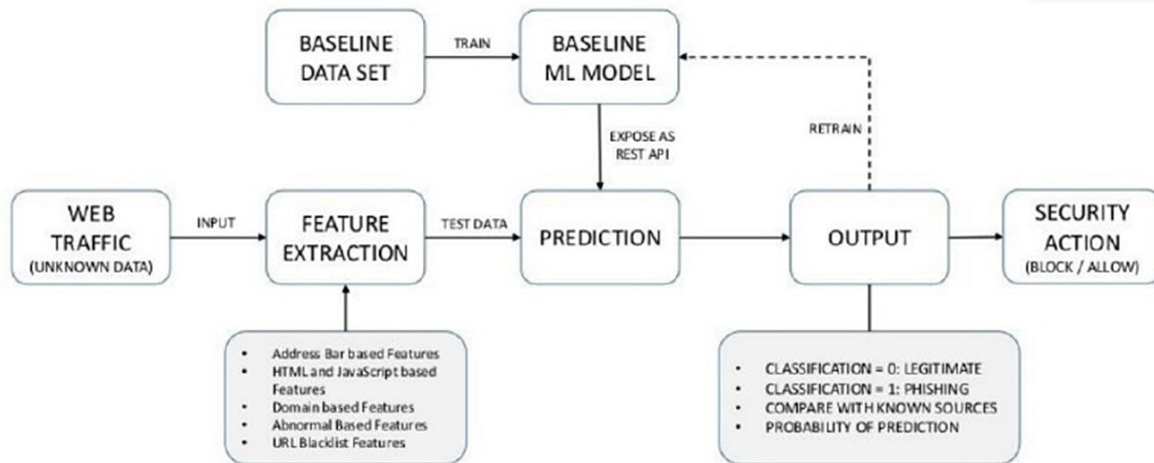 BASELINE
DATA SET
TRAIN
BASELINE
ML MODEL
EXPOSE AS
REST API
RETRAIN
WEB
TRAFFIC
(UNKNOWN DATA)
INPUT
FEATURE
EXTRACTION
TEST DATA
PREDICTION
OUTPUT
SECURITY
ACTION
(BLOCK / ALLOW)
• Address Bar based Features
• HTML and JavaScript based
Features
• Domain based Features
• Abnormal Based Features
• URL Blacklist Features
• CLASSIFICATION = 0: LEGITIMATE
• CLASSIFICATION = 1: PHISHING
• COMPARE WITH KNOWN SOURCES
• PROBABILITY OF PREDICTION